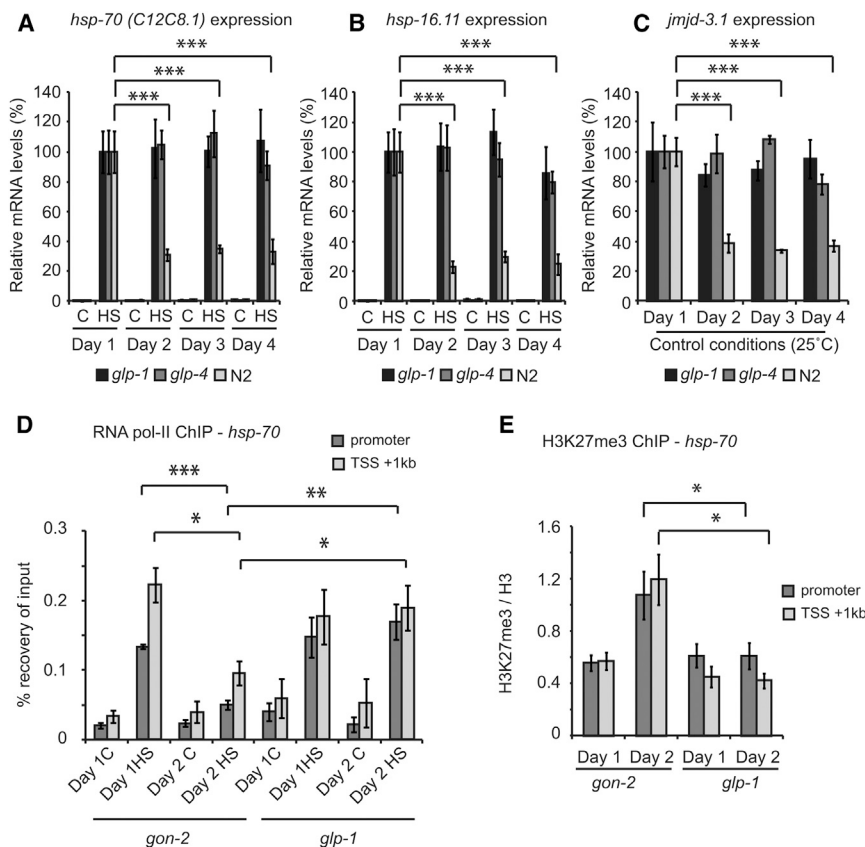 A
hsp-70 (C12C8.1) expression
***
***
***
Relative mRNA levels (%)
140
120
100
80
60
40
20
0
C HS C HS C HS C HS
Day 1 Day 2 Day 3 Day 4
glp-1 glp-4 N2
B
hsp-16.11 expression
***
***
***
Relative mRNA levels (%)
140
120
100
80
60
40
20
0
C HS C HS C HS C HS
Day 1 Day 2 Day 3 Day 4
glp-1 glp-4 N2
C
jmjd-3.1 expression
***
***
***
Relative mRNA levels (%)
140
120
100
80
60
40
20
0
Day 1 Day 2 Day 3 Day 4
Control conditions (25˚C)
glp-1 glp-4 N2
D
RNA pol-II ChIP - hsp-70
promoter
TSS +1kb
***
**
*
*
% recovery of input
0.3
0.2
0.1
0
Day 1C Day 1HS Day 2 C Day 2 HS Day 1C Day 1HS Day 2 C Day 2 HS
gon-2 glp-1
E
H3K27me3 ChIP - hsp-70
*
*
promoter
TSS +1kb
H3K27me3 / H3
1.6
1.2
0.8
0.4
0
Day 1 Day 2 Day 1 Day 2
gon-2 glp-1